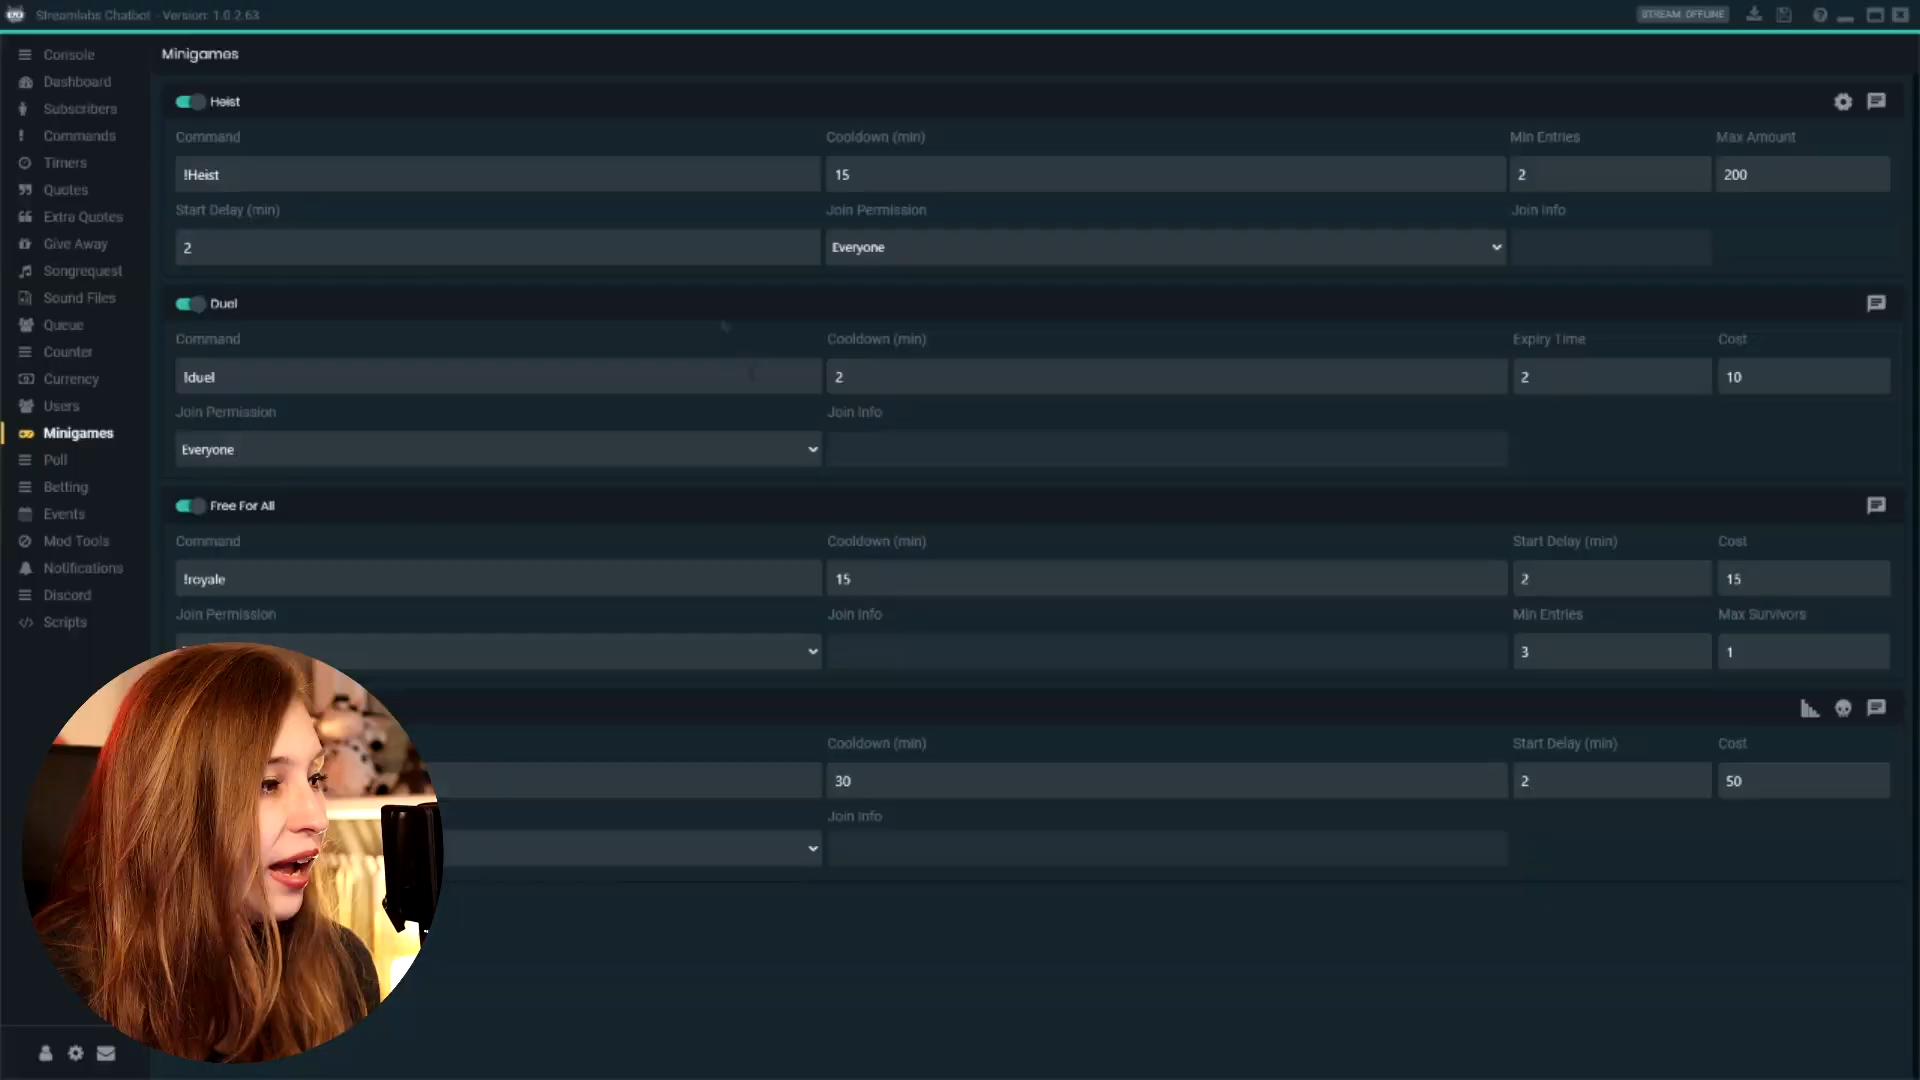 Streamlabs Chatbot - Version: 1.0.2.63
STREAM OFFLINE
Console
Dashboard
Subscribers
Commands
Timers
Quotes
Extra Quotes
Give Away
Songrequest
Sound Files
Queue
Counter
Currency
Users
Minigames
Poll
Betting
Events
Mod Tools
Notifications
Discord
Scripts
Minigames
Heist
Command Cooldown (min) Min Entries Max Amount
!Heist 15 2 200
Start Delay (min) Join Permission Join Info
2 Everyone
Duel
Command Cooldown (min) Expiry Time Cost
!duel 2 2 10
Join Permission Join Info
Everyone
Free For All
Command Cooldown (min) Start Delay (min) Cost
!royale 15 2 15
Join Permission Join Info Min Entries Max Survivors
3 1
Cooldown (min) Start Delay (min) Cost
30 2 50
Join Info